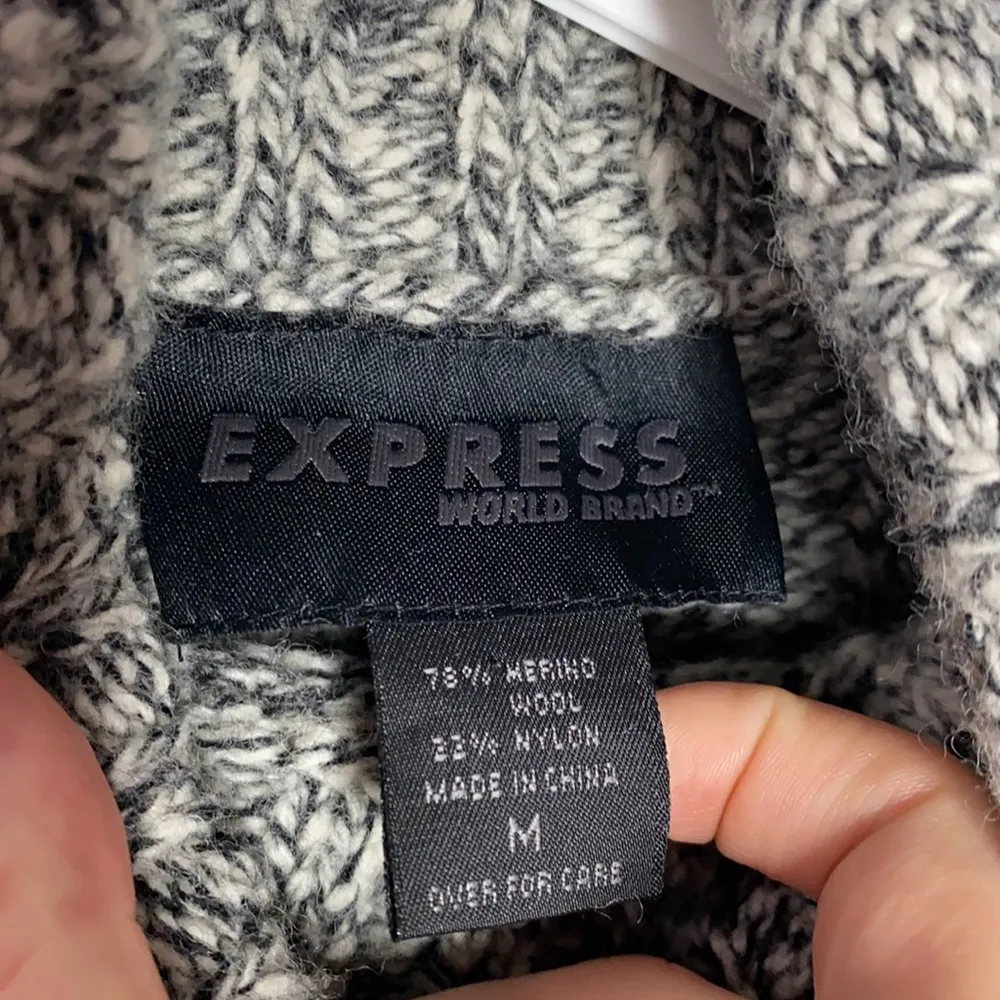 EXPRESS
WORLD BRAND™
78% MERINO
WOOL
22% NYLON
MADE IN CHINA
M
OVER FOR CARE